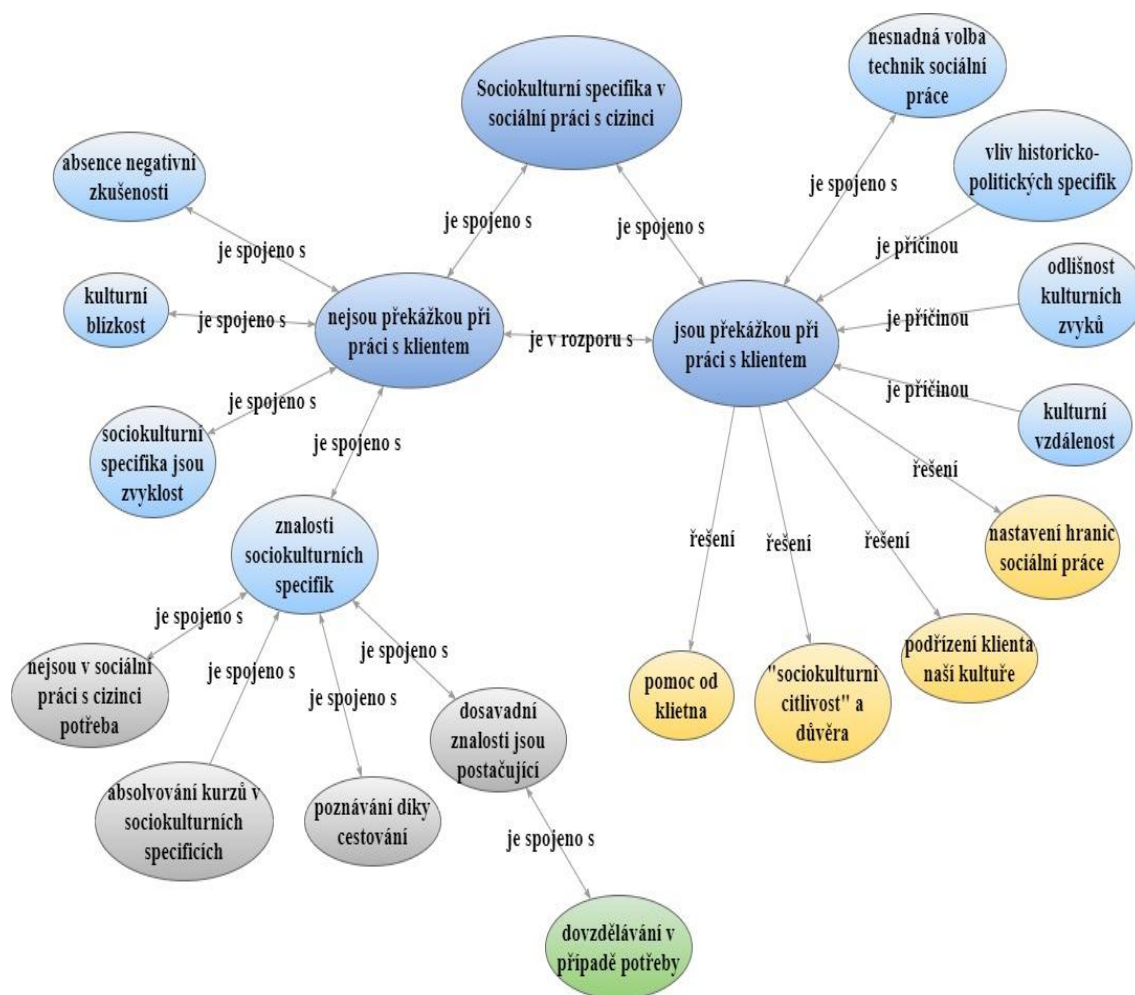 nesnadná volba
technik sociální
práce
Sociokulturní specifika v
sociální práci s cizinci
absence negativní
zkušenosti
vliv historicko-
politických specifik
je spojeno s
je spojeno s
je spojeno s
je spojeno s
je příčinou
kulturní
blízkost
je spojeno s
nejsou překážkou při
práci s klientem
je v rozporu s
jsou překážkou při
práci s klientem
je příčinou
odlišnost
kulturních
zvyků
je příčinou
kulturní
vzdálenost
je spojeno s
je spojeno s
sociokulturní
specifika jsou
zvyklost
řešení
řešení
řešení
řešení
znalosti
sociokulturních
specifik
nastavení hranic
sociální práce
je spojeno s
je spojeno s
je spojeno s
je spojeno s
nejsou v sociální
práci s cizinci
potřeba
pomoc od
klietna
"sociokulturní
citlivost" a
důvěra
podřízení klienta
naší kultuře
dosavadní
znalosti jsou
postačující
absolvování kurzů v
sociokulturních
specificích
poznávání díky
cestování
je spojeno s
dovzdělávání v
případě potřeby